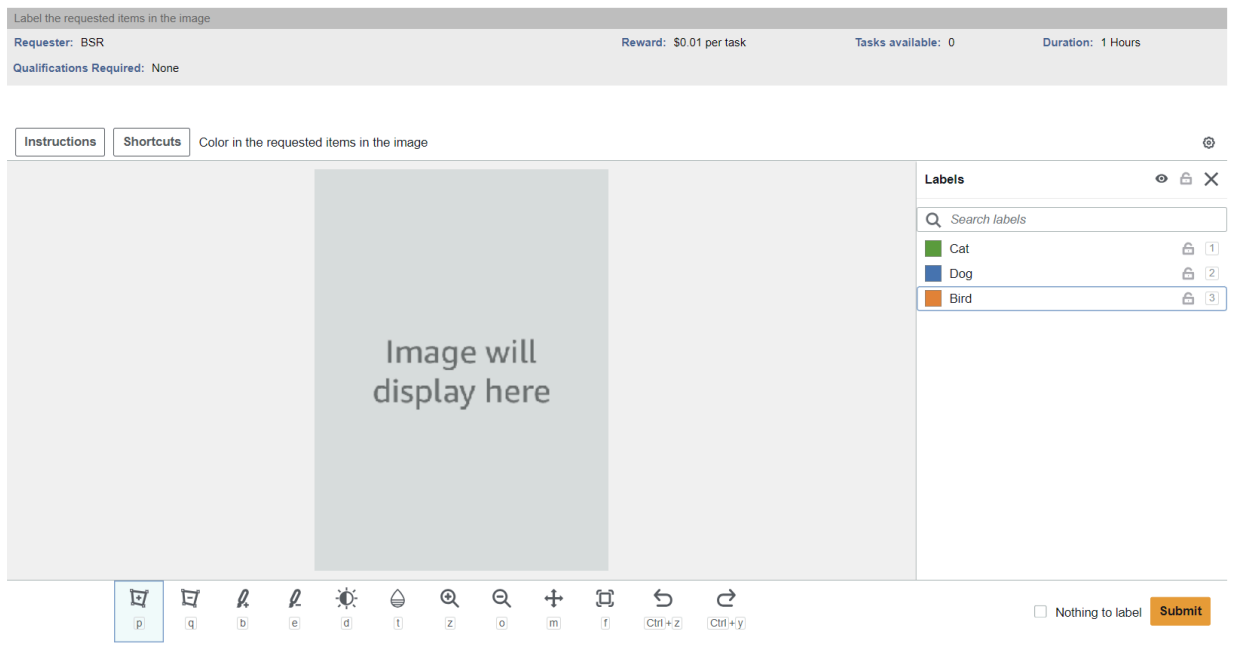 Label the requested items in the image
Requester: BSR Reward: $0.01 per task Tasks available: 0 Duration: 1 Hours
Qualifications Required: None
Instructions Shortcuts Color in the requested items in the image
Labels
Search labels
Cat 1
Dog 2
Bird 3
Image will
display here
p q b e d t z o m f Ctrl + z Ctrl + y
Nothing to label Submit